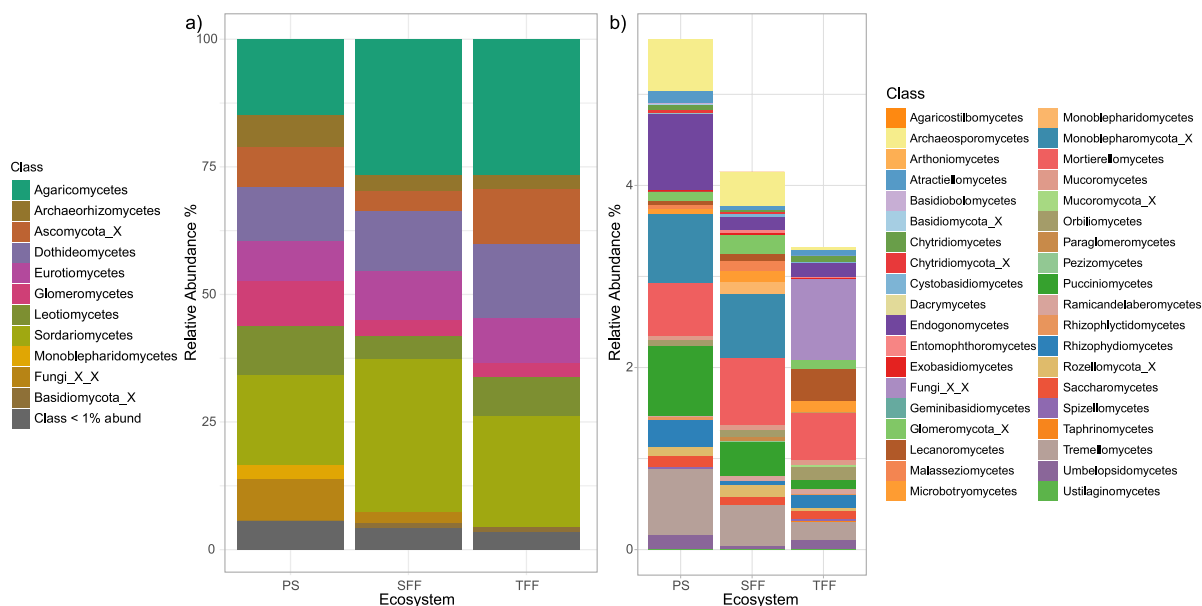 a)
Relative Abundance %
100
75
50
25
0
PS
SFF
TFF
Ecosystem
Class
Agaricomycetes
Archaeorhizomycetes
Ascomycota_X
Dothideomycetes
Eurotiomycetes
Glomeromycetes
Leotiomycetes
Sordariomycetes
Monoblepharidomycetes
Fungi_X_X
Basidiomycota_X
Class < 1% abund
b)
Relative Abundance %
4
2
0
PS
SFF
TFF
Ecosystem
Class
Agaricostilbomycetes
Archaeosporomycetes
Arthoniomycetes
Atractiellomycetes
Basidiobolomycetes
Basidiomycota_X
Chytridiomycetes
Chytridiomycota_X
Cystobasidiomycetes
Dacrymycetes
Endogonomycetes
Entomophthoromycetes
Exobasidiomycetes
Fungi_X_X
Geminibasidiomycetes
Glomeromycota_X
Lecanoromycetes
Malasseziomycetes
Microbotryomycetes
Monoblepharidomycetes
Monoblepharomycota_X
Mortierellomycetes
Mucoromycetes
Mucoromycota_X
Orbiliomycetes
Paraglomeromycetes
Pezizomycetes
Pucciniomycetes
Ramicandelaberomycetes
Rhizophlyctidomycetes
Rhizophydiomycetes
Rozellomycota_X
Saccharomycetes
Spizellomycetes
Taphrinomycetes
Tremellomycetes
Umbelopsidomycetes
Ustilaginomycetes